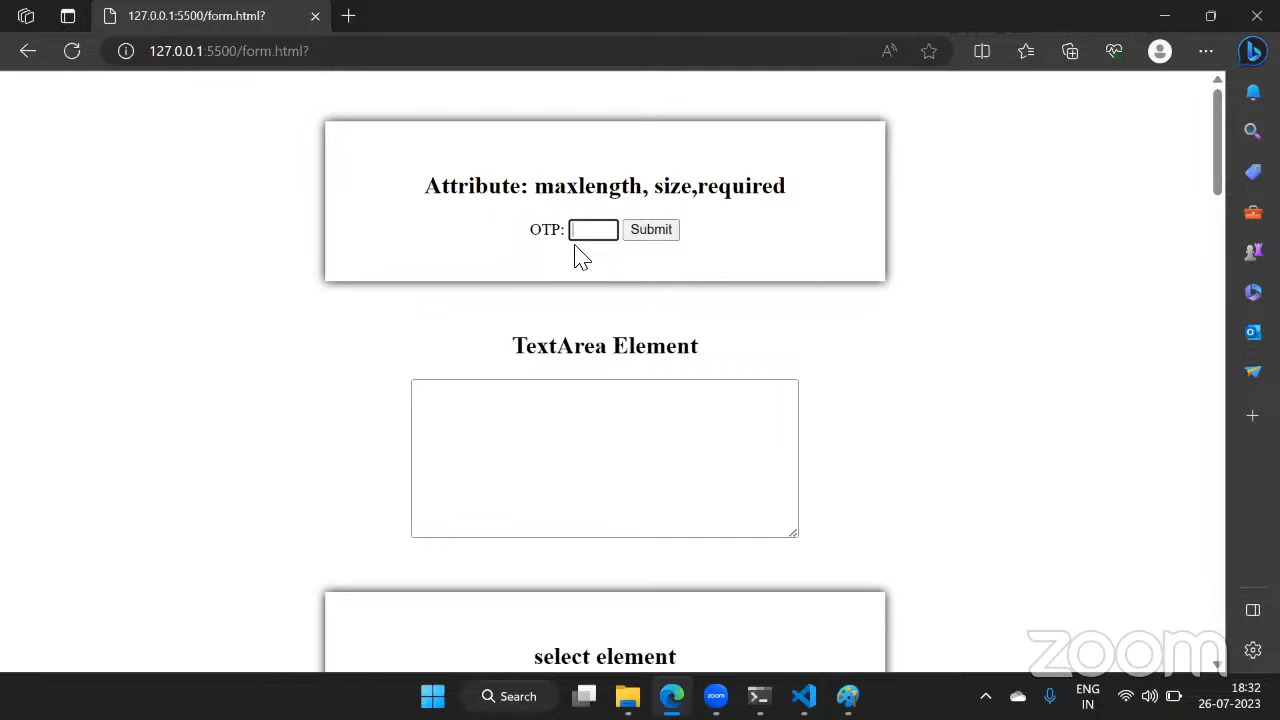 127.0.0.1:5500/form.html?
127.0.0.1:5500/form.html?
Attribute: maxlength, size,required
OTP: Submit
TextArea Element
select element
zoom
Search
zoom
ENG
IN
18:32
26-07-2023